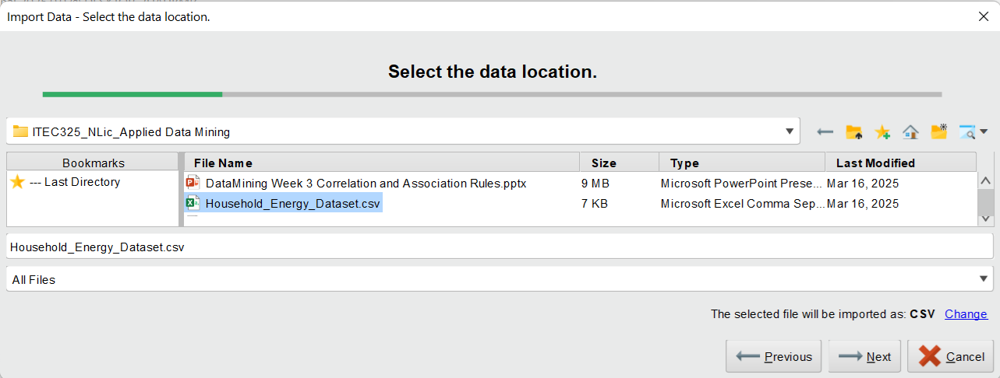 Import Data - Select the data location.
Select the data location.
ITEC325_NLic_Applied Data Mining
Bookmarks
--- Last Directory
File Name Size Type Last Modified
DataMining Week 3 Correlation and Association Rules.pptx 9 MB Microsoft PowerPoint Prese... Mar 16, 2025
Household_Energy_Dataset.csv 7 KB Microsoft Excel Comma Sep... Mar 16, 2025
Household_Energy_Dataset.csv
All Files
The selected file will be imported as: CSV Change
Previous Next Cancel